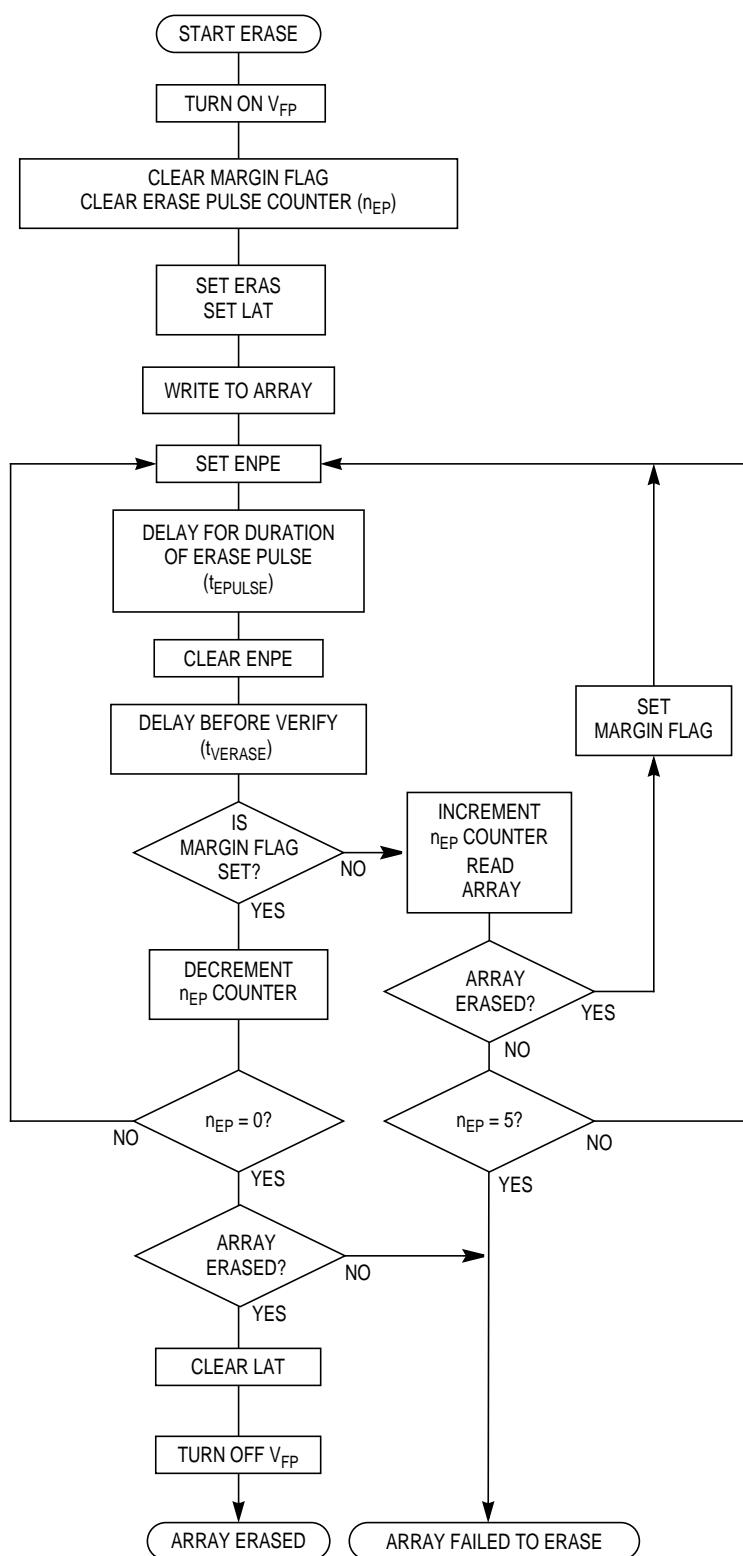 START ERASE
TURN ON VFP
CLEAR MARGIN FLAG
CLEAR ERASE PULSE COUNTER (nEP)
SET ERAS
SET LAT
WRITE TO ARRAY
SET ENPE
DELAY FOR DURATION
OF ERASE PULSE
(tEPULSE)
CLEAR ENPE
DELAY BEFORE VERIFY
(tVERASE)
SET
MARGIN FLAG
IS
MARGIN FLAG
SET?
NO
YES
INCREMENT
nEP COUNTER
READ
ARRAY
DECREMENT
nEP COUNTER
ARRAY
ERASED?
YES
NO
nEP = 0?
NO
YES
nEP = 5?
NO
YES
ARRAY
ERASED?
NO
YES
CLEAR LAT
TURN OFF VFP
ARRAY ERASED
ARRAY FAILED TO ERASE